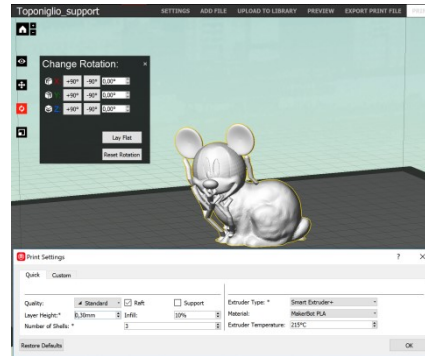 Toponiglio_support
SETTINGS ADD FILE UPLOAD TO LIBRARY PREVIEW EXPORT PRINT FILE
Change Rotation: ×
+90° -90° 0,00°
+90° -90° 0,00°
+90° -90° 0,00°
Lay Flat
Reset Rotation
Print Settings ? ×
Quick Custom
Quality: Standard Raft Support Extruder Type: * Smart Extruder+
Layer Height:* 0,30mm Infill: 10% Material: MakerBot PLA
Number of Shells: * 3 Extruder Temperature: 215°C
Restore Defaults OK